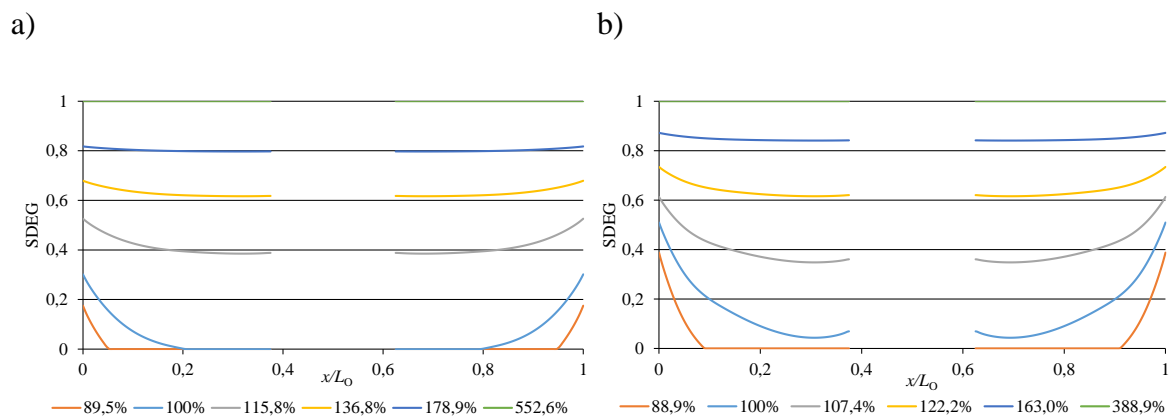 a)
b)
1
0,8
0,6
0,4
0,2
0
SDEG
0 0,2 0,4 0,6 0,8 1
x/LO
89,5% 100% 115,8% 136,8% 178,9% 552,6%
1
0,8
0,6
0,4
0,2
0
SDEG
0 0,2 0,4 0,6 0,8 1
x/LO
88,9% 100% 107,4% 122,2% 163.0% 388,9%